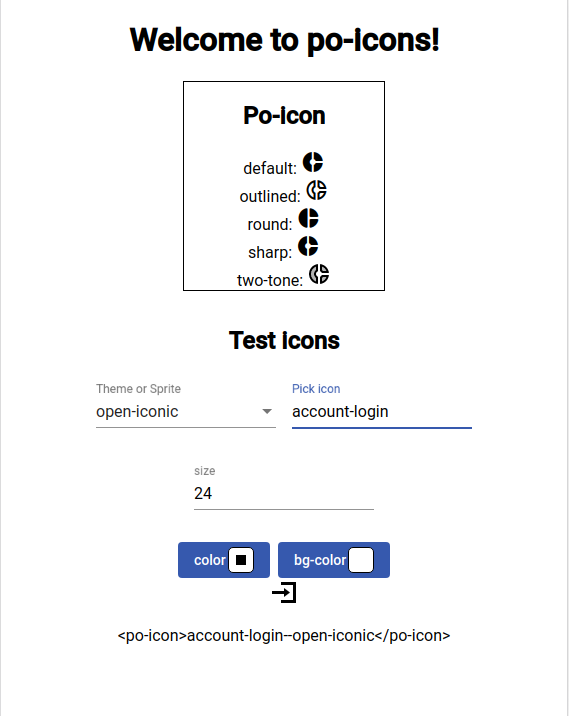 Welcome to po-icons!
Po-icon
default:
outlined:
round:
sharp:
two-tone:
Test icons
Theme or Sprite
Pick icon
open-iconic
account-login
size
24
color
bg-color
<po-icon>account-login--open-iconic</po-icon>